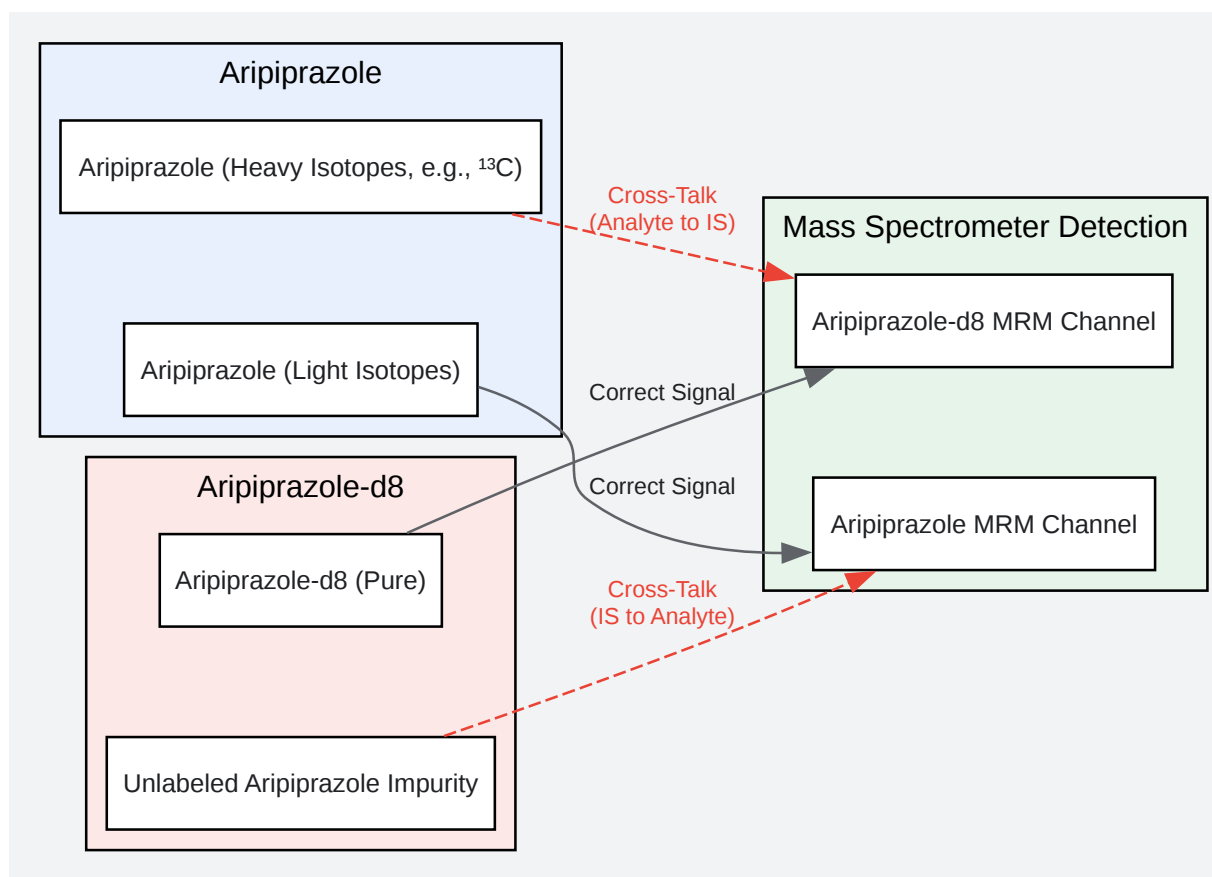 Aripiprazole
Aripiprazole (Heavy Isotopes, e.g., ¹³C)
Aripiprazole (Light Isotopes)
Aripiprazole-d8
Aripiprazole-d8 (Pure)
Unlabeled Aripiprazole Impurity
Cross-Talk
(Analyte to IS)
Correct Signal
Correct Signal
Cross-Talk
(IS to Analyte)
Mass Spectrometer Detection
Aripiprazole-d8 MRM Channel
Aripiprazole MRM Channel